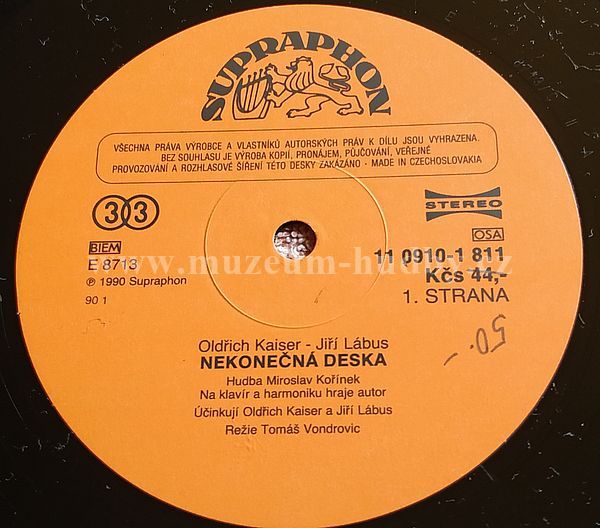 SUPRAPHON
VŠECHNA PRÁVA VÝROBCE A VLASTNÍKŮ AUTORSKÝCH PRÁV K DÍLU JSOU VYHRAZENA.
BEZ SOUHLASU JE VÝROBA KOPIÍ, PRONÁJEM, PŮJČOVÁNÍ, VEŘEJNÉ
PROVOZOVÁNÍ A ROZHLASOVÉ ŠÍŘENÍ TÉTO DESKY ZAKÁZÁNO · MADE IN CZECHOSLOVAKIA
33
STEREO
BIEM
OSA
E 8713
11 0910-1 811
www.muzeum-hudby.cz
Kčs 44,-
℗ 1990 Supraphon
90 1
1. STRANA
50.-
Oldřich Kaiser - Jiří Lábus
NEKONEČNÁ DESKA
Hudba Miroslav Kořínek
Na klavír a harmoniku hraje autor
Účinkují Oldřich Kaiser a Jiří Lábus
Režie Tomáš Vondrovic